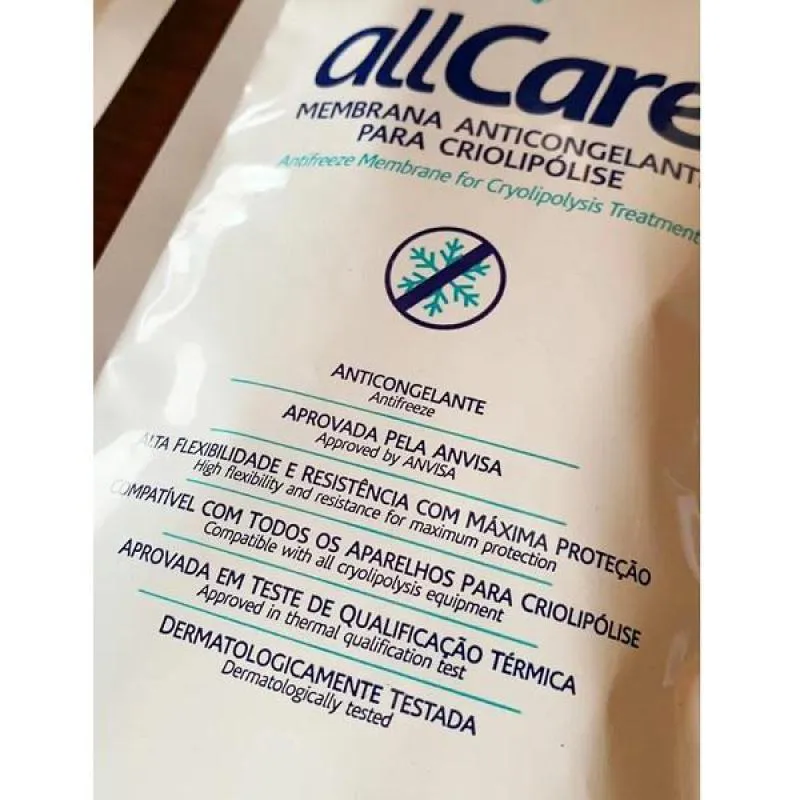 allCare
MEMBRANA ANTICONGELANT
PARA CRIOLIPÓLISE
Antifreeze Membrane for Cryolipolysis Treatment
ANTICONGELANTE
Antifreeze
APROVADA PELA ANVISA
Approved by ANVISA
ALTA FLEXIBILIDADE E RESISTÊNCIA COM MÁXIMA PROTEÇÃO
High flexibility and resistance for maximum protection
COMPATÍVEL COM TODOS OS APARELHOS PARA CRIOLIPÓLISE
Compatible with all cryolipolysis equipment
APROVADA EM TESTE DE QUALIFICAÇÃO TÉRMICA
Approved in thermal qualification test
DERMATOLOGICAMENTE TESTADA
Dermatologically tested